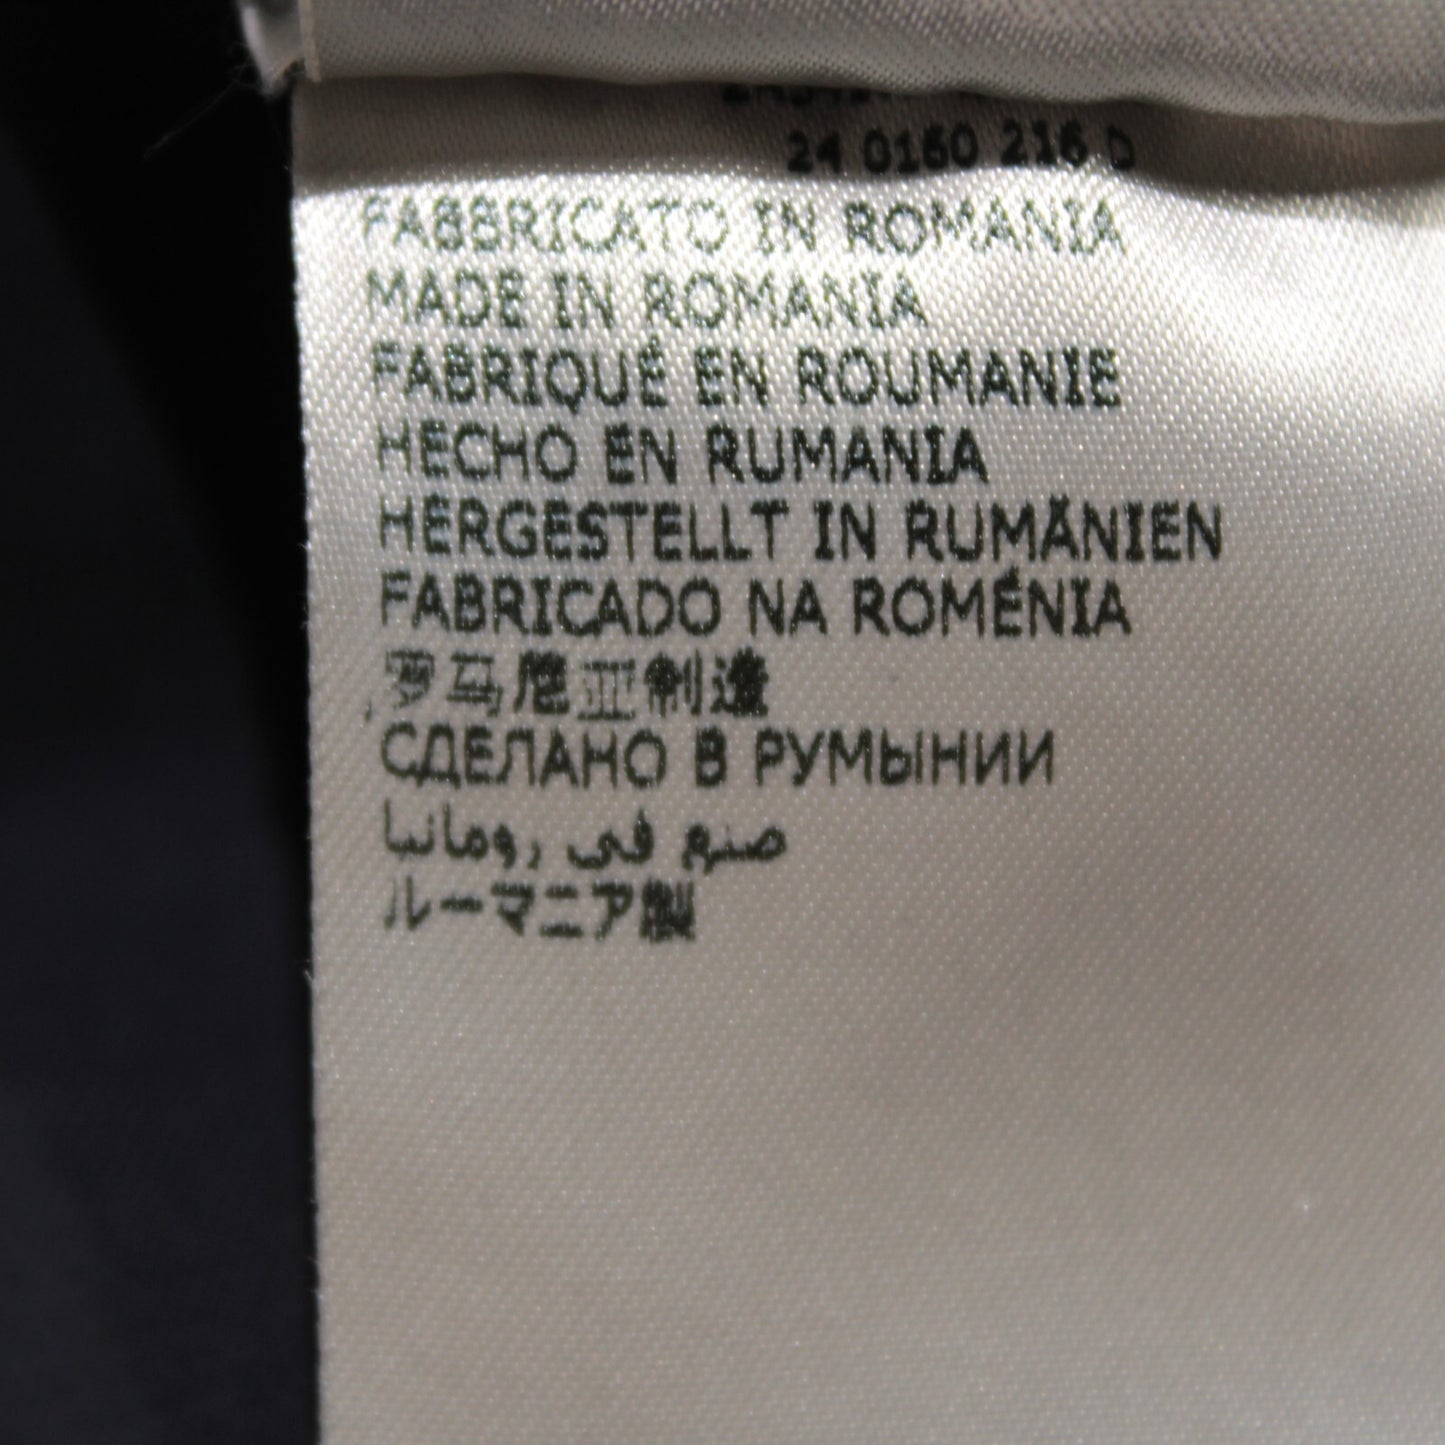 24 0160 216 D
FABBRICATO IN ROMANIA
MADE IN ROMANIA
FABRIQUÉ EN ROUMANIE
HECHO EN RUMANIA
HERGESTELLT IN RUMÄNIEN
FABRICADO NA ROMÉNIA
罗马尼亚制造
СДЕЛАНО В РУМЫНИИ
صنع في رومانيا
ルーマニア製